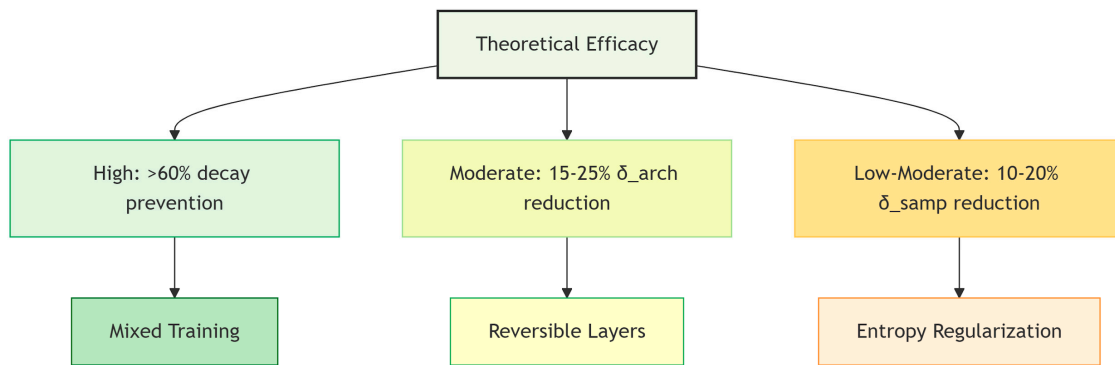 Theoretical Efficacy
High: >60% decay
prevention
Moderate: 15-25% δ_arch
reduction
Low-Moderate: 10-20%
δ_samp reduction
Mixed Training
Reversible Layers
Entropy Regularization